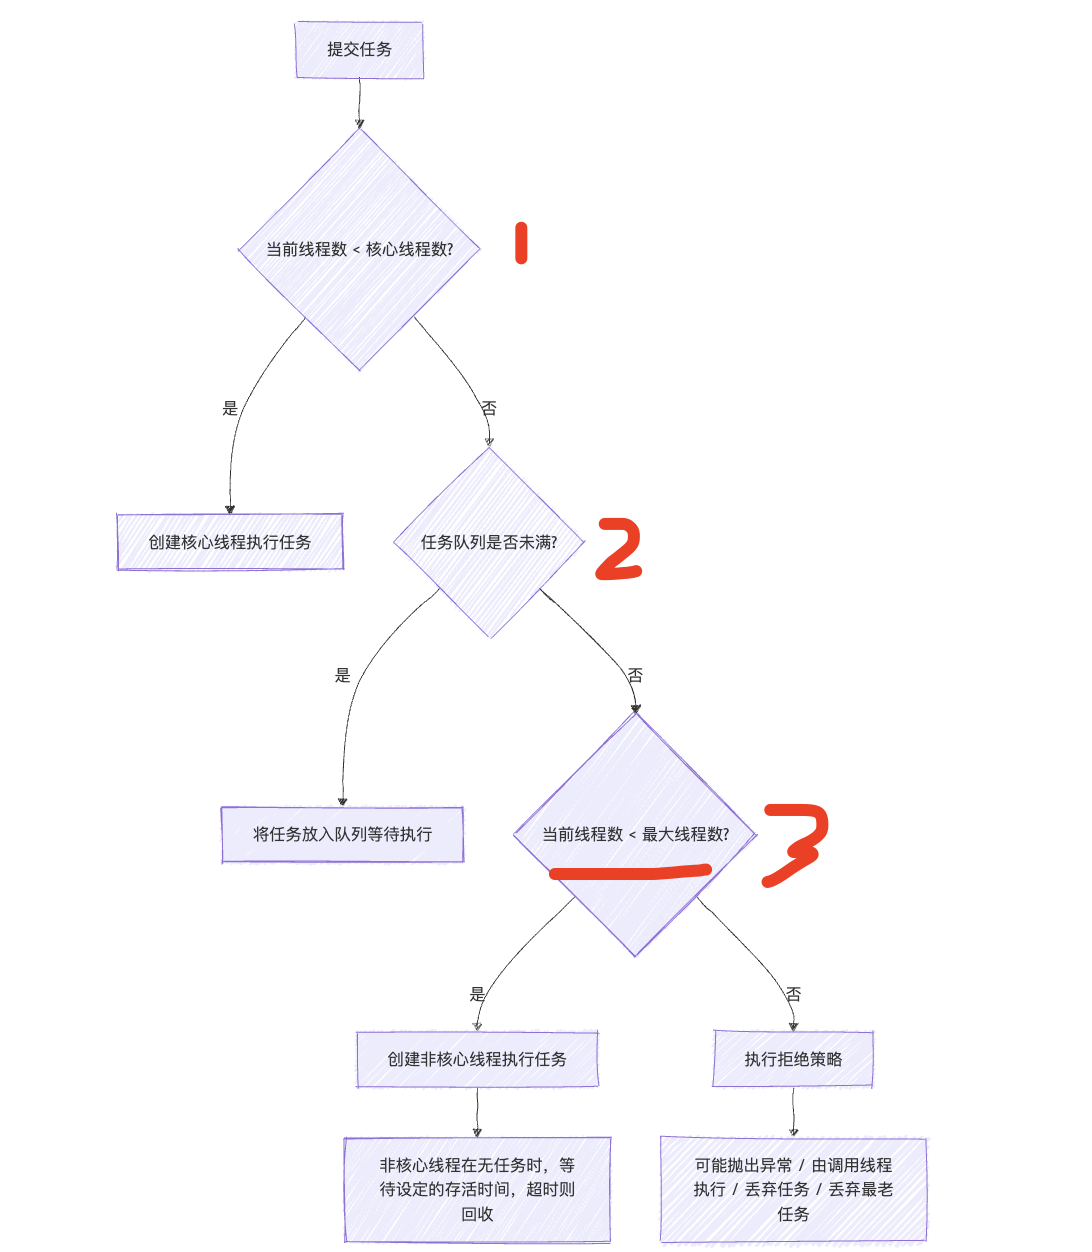 提交任务
当前线程数 < 核心线程数?
1
是
否
创建核心线程执行任务
任务队列是否未满?
2
是
否
将任务放入队列等待执行
当前线程数 < 最大线程数?
3
是
否
创建非核心线程执行任务
执行拒绝策略
非核心线程在无任务时，等
待设定的存活时间，超时则
回收
可能抛出异常 / 由调用线程
执行 / 丢弃任务 / 丢弃最老
任务